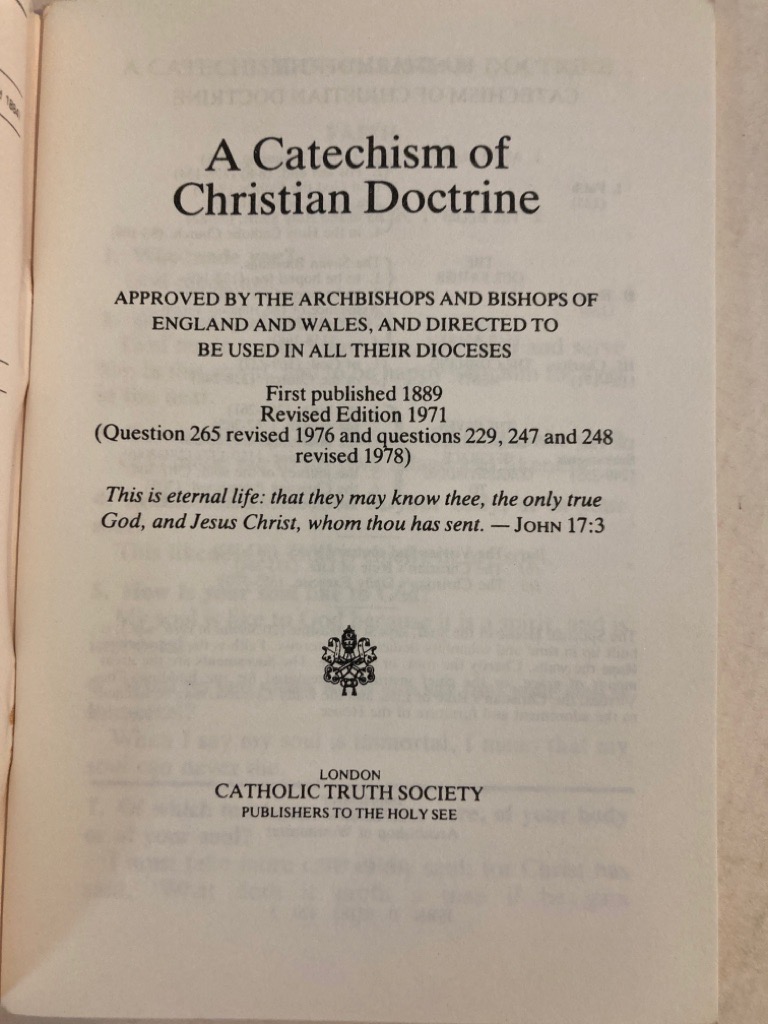 A Catechism of
Christian Doctrine
APPROVED BY THE ARCHBISHOPS AND BISHOPS OF
ENGLAND AND WALES, AND DIRECTED TO
BE USED IN ALL THEIR DIOCESES
First published 1889
Revised Edition 1971
(Question 265 revised 1976 and questions 229, 247 and 248
revised 1978)
This is eternal life: that they may know thee, the only true
God, and Jesus Christ, whom thou has sent. — JOHN 17:3
LONDON
CATHOLIC TRUTH SOCIETY
PUBLISHERS TO THE HOLY SEE